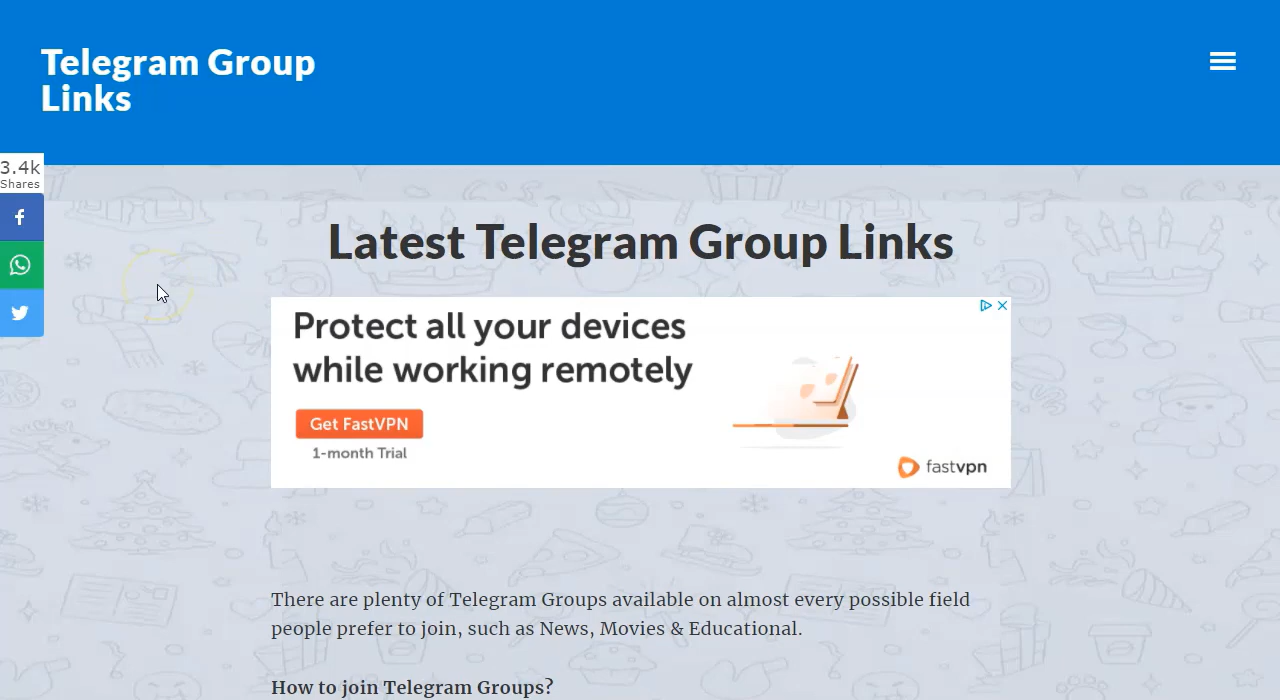 Telegram Group
Links
3.4k
Shares
Latest Telegram Group Links
Protect all your devices
while working remotely
Get FastVPN
1-month Trial
fastvpn
There are plenty of Telegram Groups available on almost every possible field
people prefer to join, such as News, Movies & Educational.
How to join Telegram Groups?